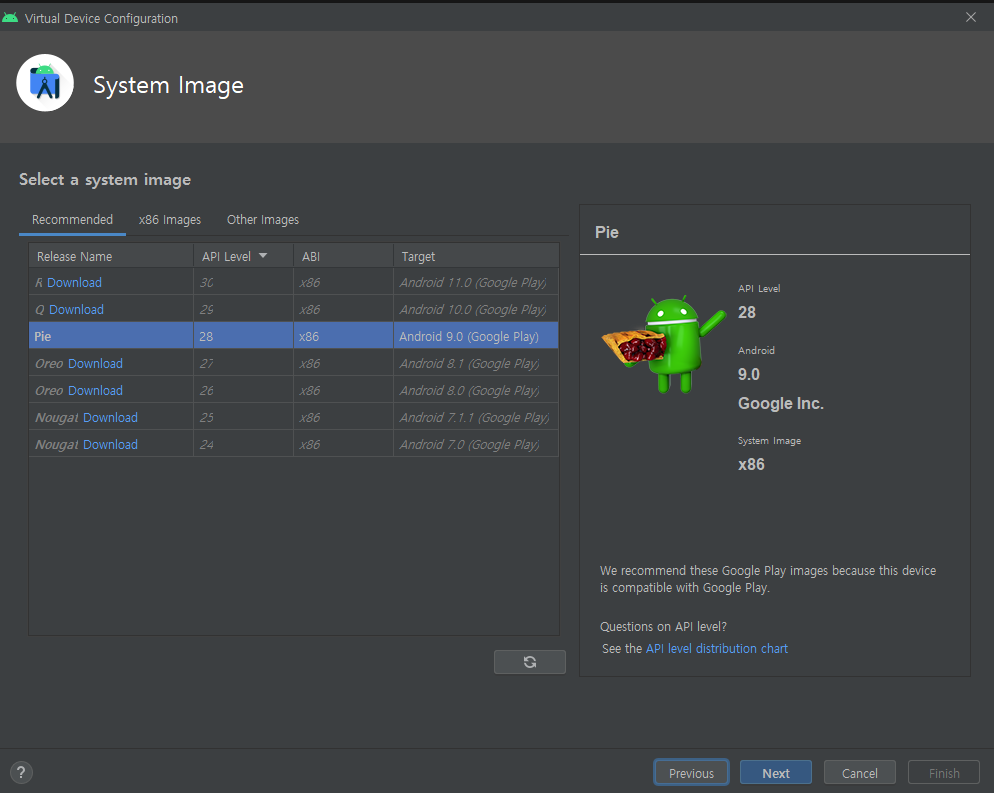 Virtual Device Configuration
System Image
Select a system image
Recommended x86 Images Other Images
Release Name API Level ABI Target
R Download 30 x86 Android 11.0 (Google Play)
Q Download 29 x86 Android 10.0 (Google Play)
Pie 28 x86 Android 9.0 (Google Play)
Oreo Download 27 x86 Android 8.1 (Google Play)
Oreo Download 26 x86 Android 8.0 (Google Play)
Nougat Download 25 x86 Android 7.1.1 (Google Play)
Nougat Download 24 x86 Android 7.0 (Google Play)
Pie
API Level
28
Android
9.0
Google Inc.
System Image
x86
We recommend these Google Play images because this device
is compatible with Google Play.
Questions on API level?
See the API level distribution chart
? Previous Next Cancel Finish